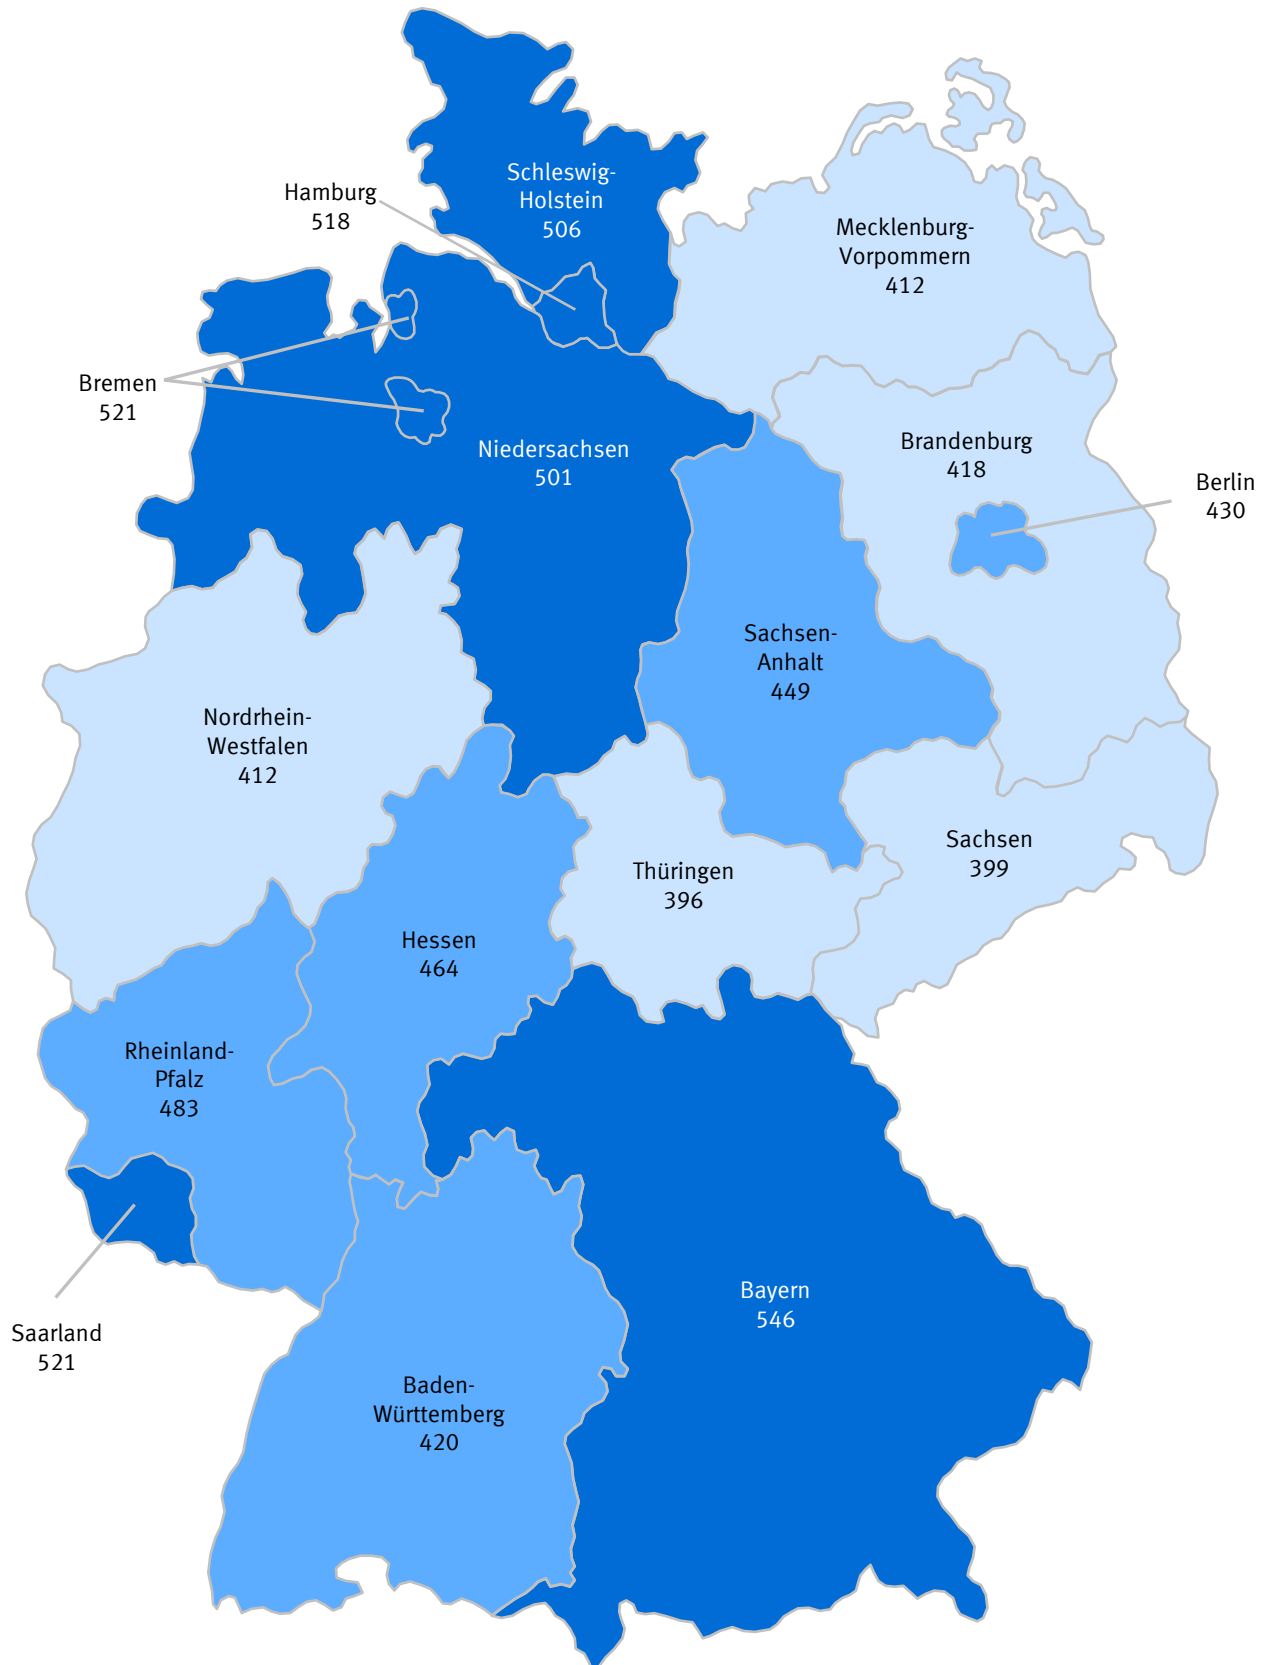 Schleswig-
Holstein
506
Hamburg
518
Mecklenburg-
Vorpommern
412
Bremen
521
Niedersachsen
501
Brandenburg
418
Berlin
430
Sachsen-
Anhalt
449
Nordrhein-
Westfalen
412
Sachsen
399
Thüringen
396
Hessen
464
Rheinland-
Pfalz
483
Bayern
546
Saarland
521
Baden-
Württemberg
420